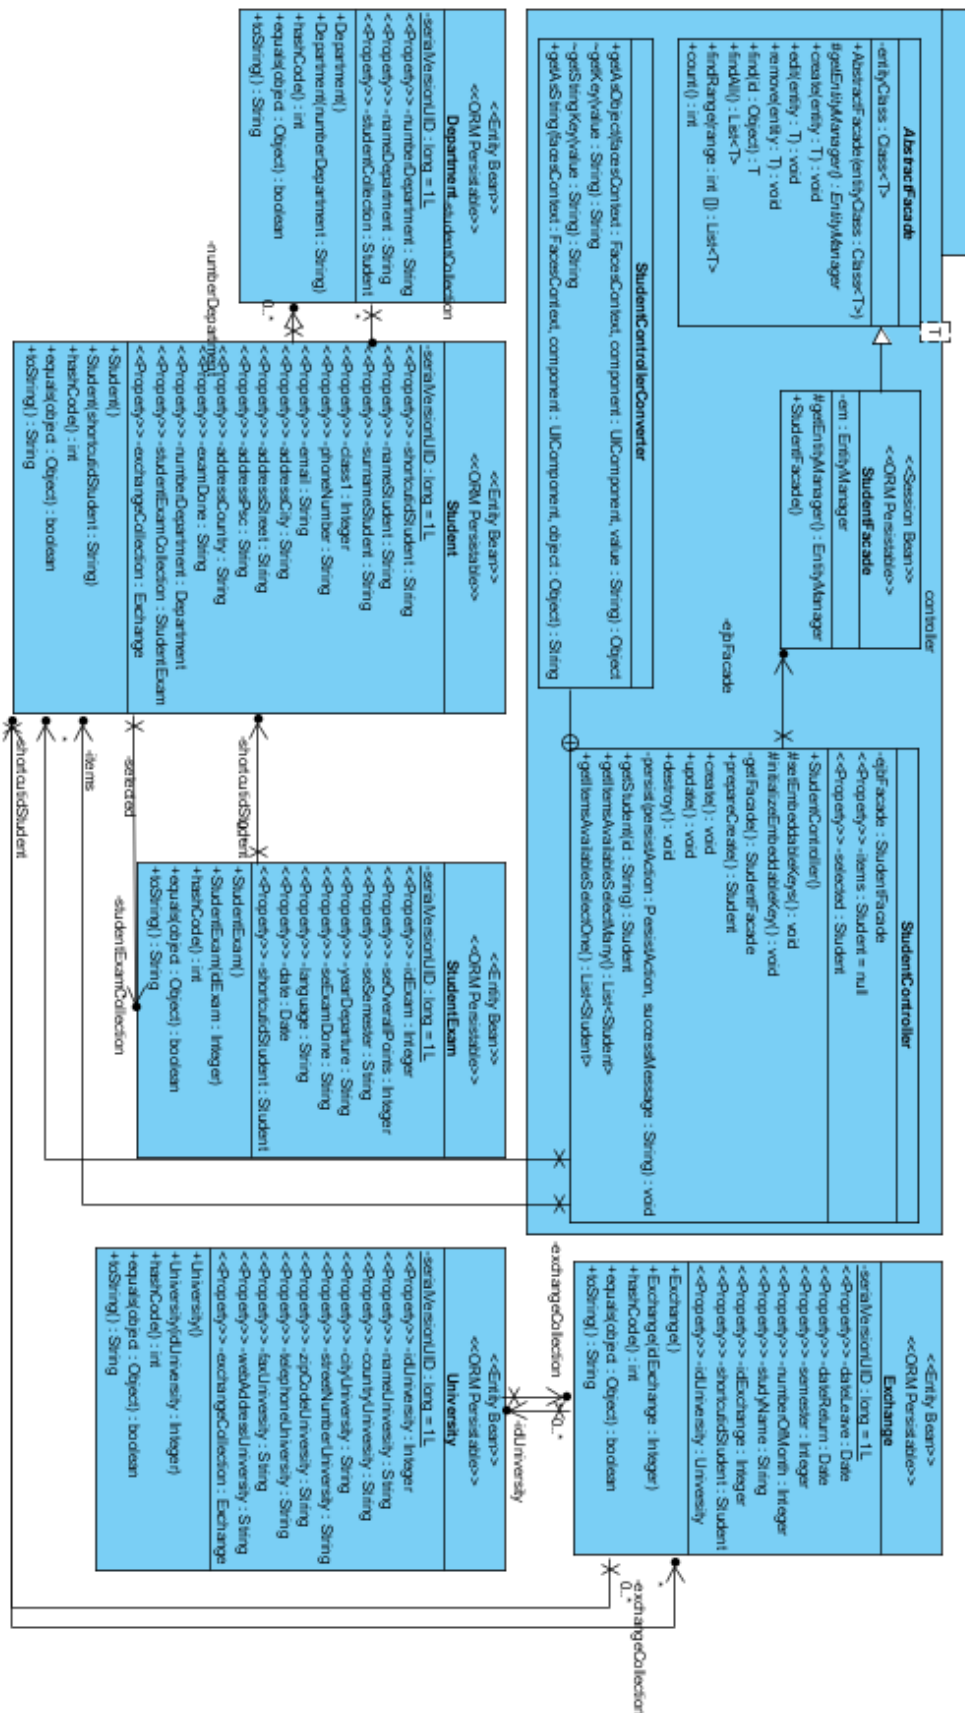 controller
T
AbstractFacade
-entityClass : Class<T>
+AbstractFacade(entityClass : Class<T>)
#getEntityManager() : EntityManager
+create(entity : T) : void
+edit(entity : T) : void
+remove(entity : T) : void
+find(id : Object) : T
+findAll() : List<T>
+findRange(range : int []) : List<T>
+count() : int
<<Session Bean>>
<<ORM Persistable>>
StudentFacade
-em : EntityManager
#getEntityManager() : EntityManager
+StudentFacade()
-ejbFacade
StudentControllerConverter
+getAsObject(facesContext : FacesContext, component : UIComponent, value : String) : Object
~getKey(value : String) : String
~getStringKey(value : String) : String
+getAsString(facesContext : FacesContext, component : UIComponent, object : Object) : String
StudentController
-ejbFacade : StudentFacade
<<Property>> -items : Student = null
<<Property>> -selected : Student
+StudentController()
#setEmbeddableKeys() : void
#initializeEmbeddableKey() : void
-getFacade() : StudentFacade
+prepareCreate() : Student
+create() : void
+update() : void
+destroy() : void
-persist(persistAction : PersistAction, successMessage : String) : void
+getStudent(id : String) : Student
+getItemsAvailableSelectMany() : List<Student>
+getItemsAvailableSelectOne() : List<Student>
<<Entity Bean>>
<<ORM Persistable>>
Exchange
-serialVersionUID : long = 1L
<<Property>> -dateLeave : Date
<<Property>> -dateReturn : Date
<<Property>> -semester : Integer
<<Property>> -numberOfMonth : Integer
<<Property>> -studyName : String
<<Property>> -idExchange : Integer
<<Property>> -shortcutidStudent : Student
<<Property>> -idUniversity : University
+Exchange()
+Exchange(idExchange : Integer)
+hashCode() : int
+equals(object : Object) : boolean
+toString() : String
-exchangeCollection
0..*
-idUniversity
*
0..*
-exchangeCollection
<<Entity Bean>>
<<ORM Persistable>>
Department
-serialVersionUID : long = 1L
<<Property>> -numberDepartment : String
<<Property>> -nameDepartment : String
<<Property>> -studentCollection : Student
+Department()
+Department(numberDepartment : String)
+hashCode() : int
+equals(object : Object) : boolean
+toString() : String
-studentCollection
*
0..*
-numberDepartment
<<Entity Bean>>
<<ORM Persistable>>
Student
-serialVersionUID : long = 1L
<<Property>> -shortcutidStudent : String
<<Property>> -nameStudent : String
<<Property>> -surnameStudent : String
<<Property>> -class1 : Integer
<<Property>> -phoneNumber : String
<<Property>> -email : String
<<Property>> -addressCity : String
<<Property>> -addressStreet : String
<<Property>> -addressPsc : String
<<Property>> -addressCountry : String
<<Property>> -examDone : String
<<Property>> -numberDepartment : Department
<<Property>> -studentExamCollection : StudentExam
<<Property>> -exchangeCollection : Exchange
+Student()
+Student(shortcutidStudent : String)
+hashCode() : int
+equals(object : Object) : boolean
+toString() : String
-shortcutidStudent
-selected
-items
*
-shortcutidStudent
-studentExamCollection
<<Entity Bean>>
<<ORM Persistable>>
StudentExam
-serialVersionUID : long = 1L
<<Property>> -idExam : Integer
<<Property>> -seOverallPoints : Integer
<<Property>> -seSemester : String
<<Property>> -yearDeparture : String
<<Property>> -seExamDone : String
<<Property>> -language : String
<<Property>> -date : Date
<<Property>> -shortcutidStudent : Student
+StudentExam()
+StudentExam(idExam : Integer)
+hashCode() : int
+equals(object : Object) : boolean
+toString() : String
<<Entity Bean>>
<<ORM Persistable>>
University
-serialVersionUID : long = 1L
<<Property>> -idUniversity : Integer
<<Property>> -nameUniversity : String
<<Property>> -countryUniversity : String
<<Property>> -cityUniversity : String
<<Property>> -streetNumberUniversity : String
<<Property>> -zipCodeUniversity : String
<<Property>> -telephoneUniversity : String
<<Property>> -faxUniversity : String
<<Property>> -webAddressUniversity : String
<<Property>> -exchangeCollection : Exchange
+University()
+University(idUniversity : Integer)
+hashCode() : int
+equals(object : Object) : boolean
+toString() : String